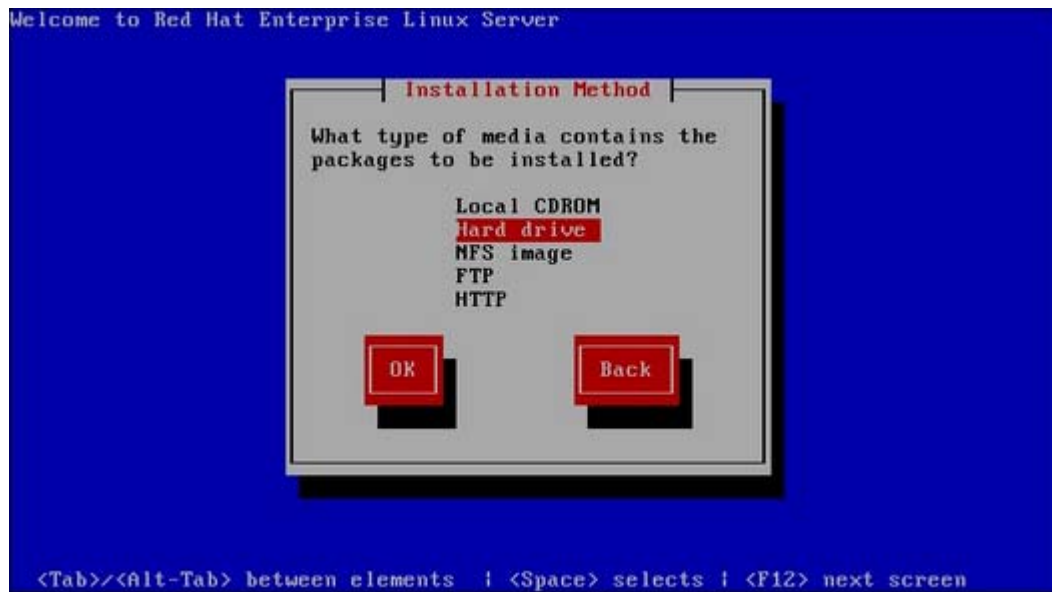 Welcome to Red Hat Enterprise Linux Server
Installation Method
What type of media contains the
packages to be installed?
Local CDROM
Hard drive
NFS image
FTP
HTTP
OK Back
<Tab>/<Alt-Tab> between elements | <Space> selects | <F12> next screen